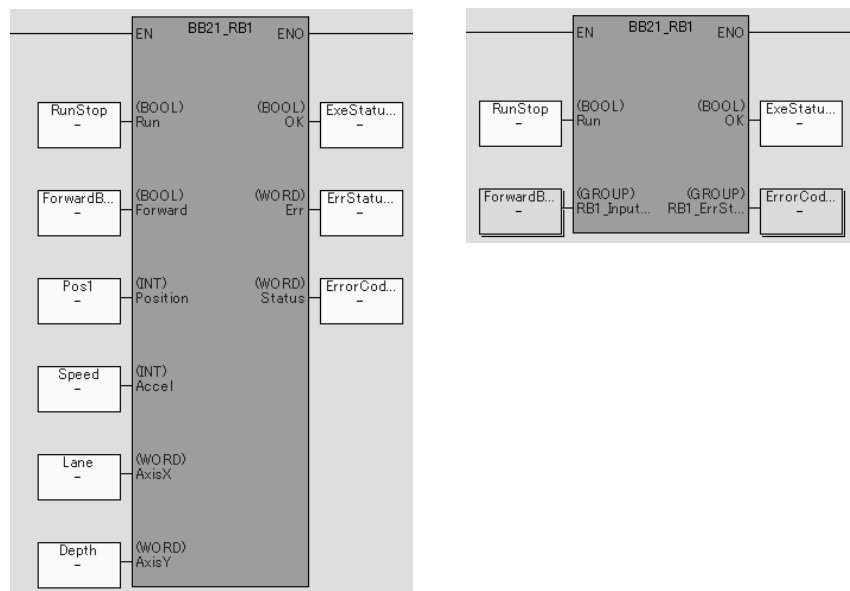 BB21_RB1
EN ENO
RunStop (BOOL) (BOOL) ExeStatu...
– Run OK –
ForwardB... (BOOL) (WORD) ErrStatu...
– Forward Err –
Pos1 (INT) (WORD) ErrorCod...
– Position Status –
Speed (INT)
– Accel
Lane (WORD)
– AxisX
Depth (WORD)
– AxisY
BB21_RB1
EN ENO
RunStop (BOOL) (BOOL) ExeStatu...
– Run OK –
ForwardB... (GROUP) (GROUP) ErrorCod...
– RB1_Input... RB1_ErrSt... –